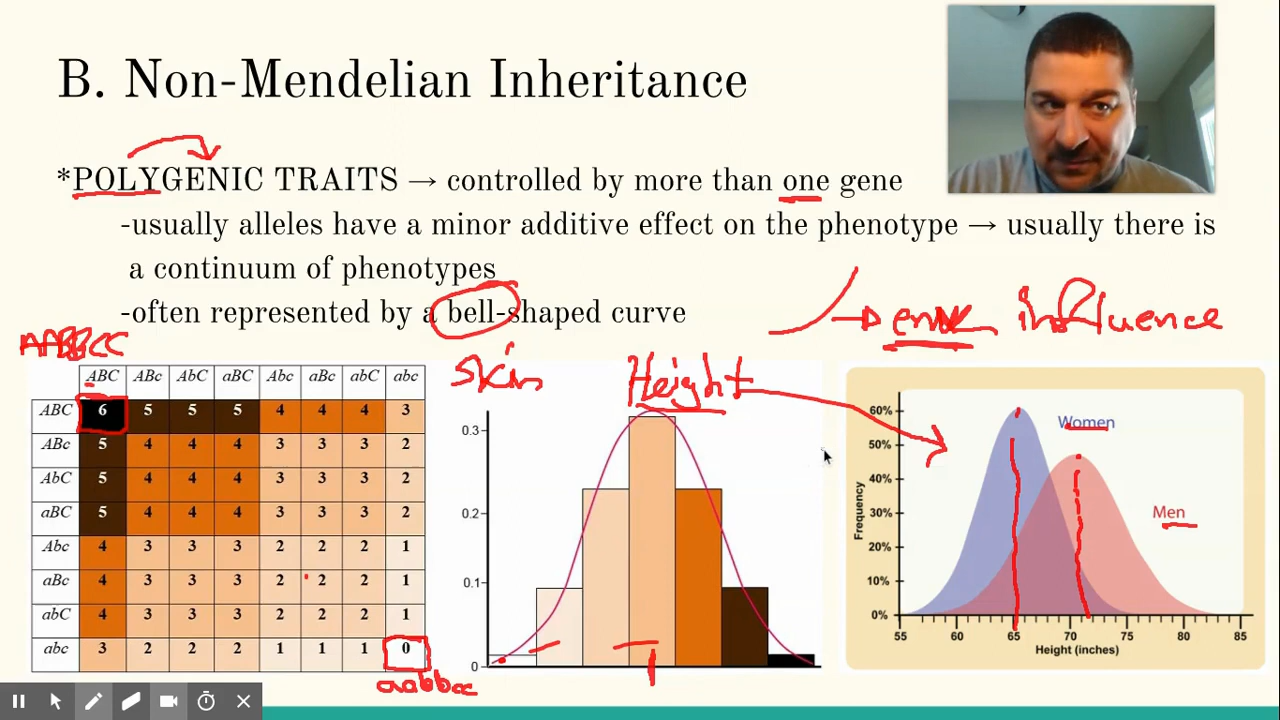 B. Non-Mendelian Inheritance
*POLYGENIC TRAITS → controlled by more than one gene
-usually alleles have a minor additive effect on the phenotype → usually there is
a continuum of phenotypes
-often represented by a bell-shaped curve
influence
AABBCC
skin
Height
ABC ABc AbC aBC Abc aBc abC abc
ABC 6 5 5 5 4 4 4 3
ABc 5 4 4 4 3 3 3 2
AbC 5 4 4 4 3 3 3 2
aBC 5 4 4 4 3 3 3 2
Abc 4 3 3 3 2 2 2 1
aBc 4 3 3 3 2 2 2 1
abC 4 3 3 3 2 2 2 1
abc 3 2 2 2 1 1 1 0
aabbcc
0.3
0.2
0.1
0
Women
Men
Frequency
60%
50%
40%
30%
20%
10%
0%
55 60 65 70 75 80 85
Height (inches)